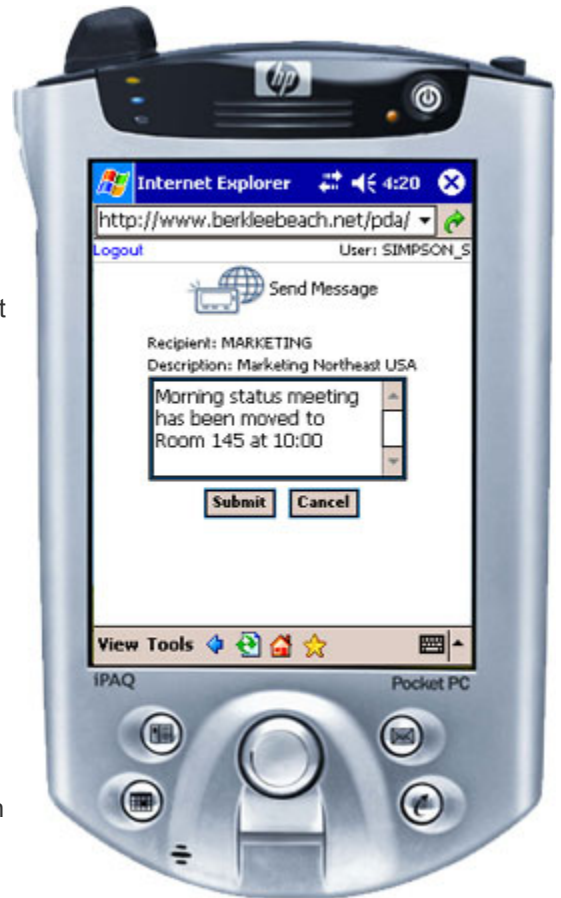 hp
Internet Explorer 4:20
http://www.berkleebeach.net/pda/
Logout User: SIMPSON_S
Send Message
t
Recipient: MARKETING
Description: Marketing Northeast USA
Morning status meeting
has been moved to
Room 145 at 10:00
Submit Cancel
View Tools
iPAQ Pocket PC
n